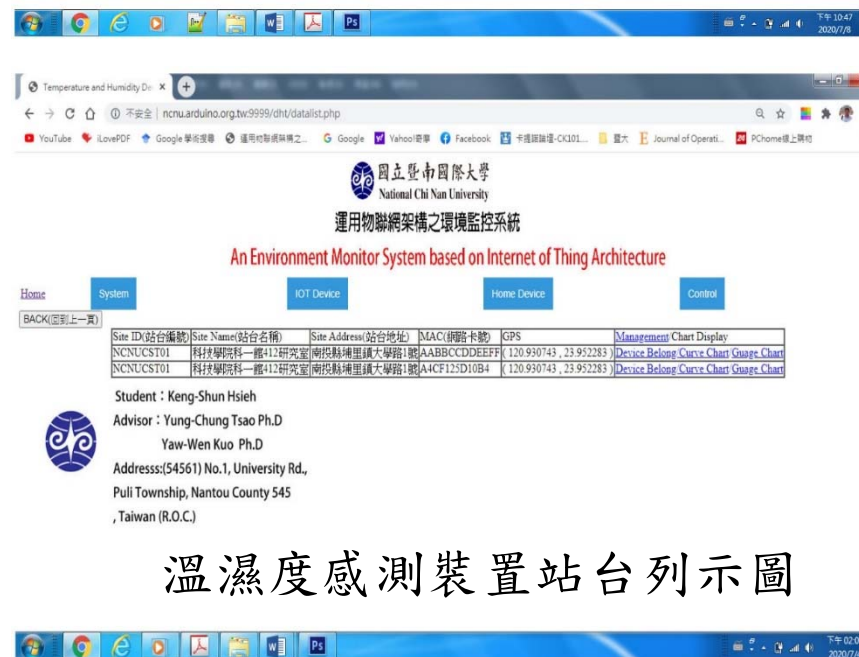 下午 10:47
2020/7/8
Temperature and Humidity De
不安全 | ncnu.arduino.org.tw:9999/dht/datalist.php
YouTube iLovePDF Google 學術搜尋 運用物聯網架構之... Google Yahoo!奇摩 Facebook 卡提諾論壇-CK101... 暨大 Journal of Operati... PChome線上購物
國立暨南國際大學
National Chi Nan University
運用物聯網架構之環境監控系統
An Environment Monitor System based on Internet of Thing Architecture
Home System IOT Device Home Device Control
BACK(回到上一頁)
Site ID(站台編號) Site Name(站台名稱) Site Address(站台地址) MAC(網路卡號) GPS Management/Chart Display
NCNUCST01 科技學院科一館412研究室 南投縣埔里鎮大學路1號 AABBCCDDEEFF ( 120.930743 , 23.952283 ) Device Belong/Curve Chart/Guage Chart
NCNUCST01 科技學院科一館412研究室 南投縣埔里鎮大學路1號 A4CF125D10B4 ( 120.930743 , 23.952283 ) Device Belong/Curve Chart/Guage Chart
Student：Keng-Shun Hsieh
Advisor：Yung-Chung Tsao Ph.D
Yaw-Wen Kuo Ph.D
Addresss:(54561) No.1, University Rd.,
Puli Township, Nantou County 545
, Taiwan (R.O.C.)
溫濕度感測裝置站台列示圖